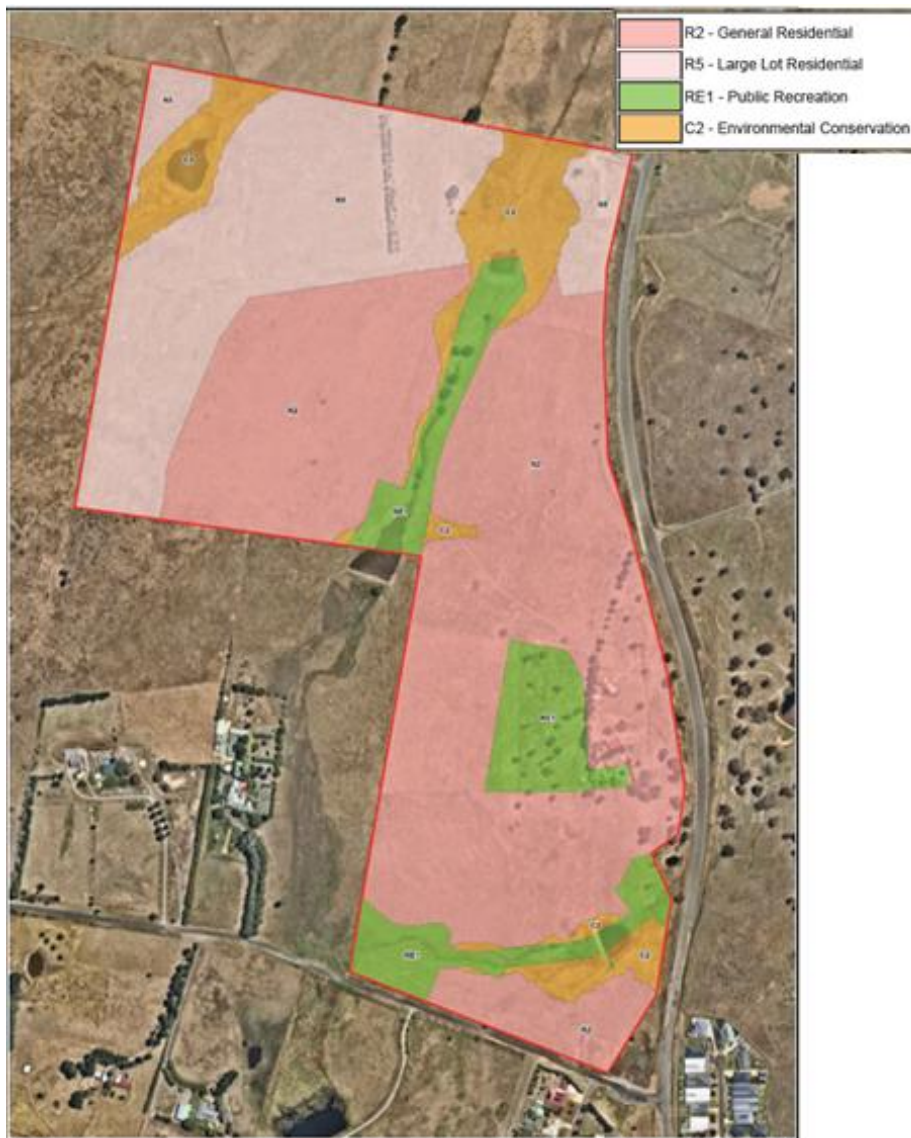 R2 - General Residential
R5 - Large Lot Residential
RE1 - Public Recreation
C2 - Environmental Conservation
R5
C2
R5
C2
R5
R2
R2
RE1
C2
RE1
C2
RE1
C2
R2